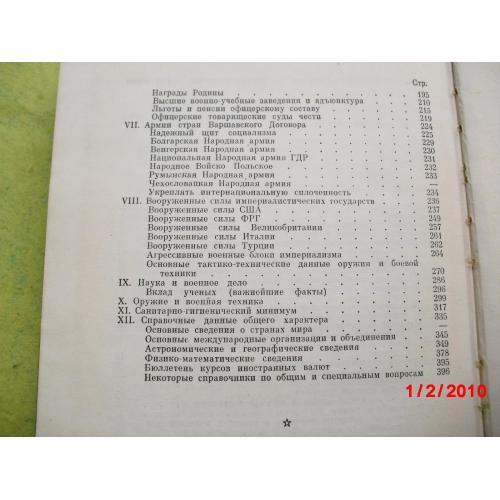 Стр.
Награды Родины . . . . . . . . . . . . 195
Высшие военно-учебные заведения и адъюнктура . . . . 210
Льготы и пенсии офицерскому составу . . . . . 215
Офицерские товарищеские суды чести . . . . . 219
VII. Армии стран Варшавского Договора . . . . . . 224
Надежный щит социализма . . . . . . . 225
Болгарская Народная армия . . . . . . . 229
Венгерская Народная армия . . . . . . . 230
Национальная Народная армия ГДР . . . . . 231
Народное Войско Польское . . . . . . . 232
Румынская Народная армия . . . . . . . 233
Чехословацкая Народная армия . . . . . . —
Укреплять интернациональную сплоченность . . . . 234
VIII. Вооруженные силы империалистических государств . . . 236
Вооруженные силы США . . . . . . . 237
Вооруженные силы ФРГ . . . . . . . 249
Вооруженные силы Великобритании . . . . . 257
Вооруженные силы Италии . . . . . . . 261
Вооруженные силы Турции . . . . . . . 262
Агрессивные военные блоки империализма . . . . 264
Основные тактико-технические данные оружия и боевой
техники . . . . . . . . . . . . 270
IX. Наука и военное дело . . . . . . . . . 286
Вклад ученых (важнейшие факты) . . . . . 296
X. Оружие и военная техника . . . . . . . . 299
XI. Санитарно-гигиенический минимум . . . . . . 317
XII. Справочные данные общего характера . . . . . . 335
Основные сведения о странах мира . . . . . . —
Основные международные организации и объединения . . . 345
Астрономические и географические сведения . . . . 349
Физико-математические сведения . . . . . . 378
Бюллетень курсов иностранных валют . . . . . 395
Некоторые справочники по общим и специальным вопросам 396
1/2/2010